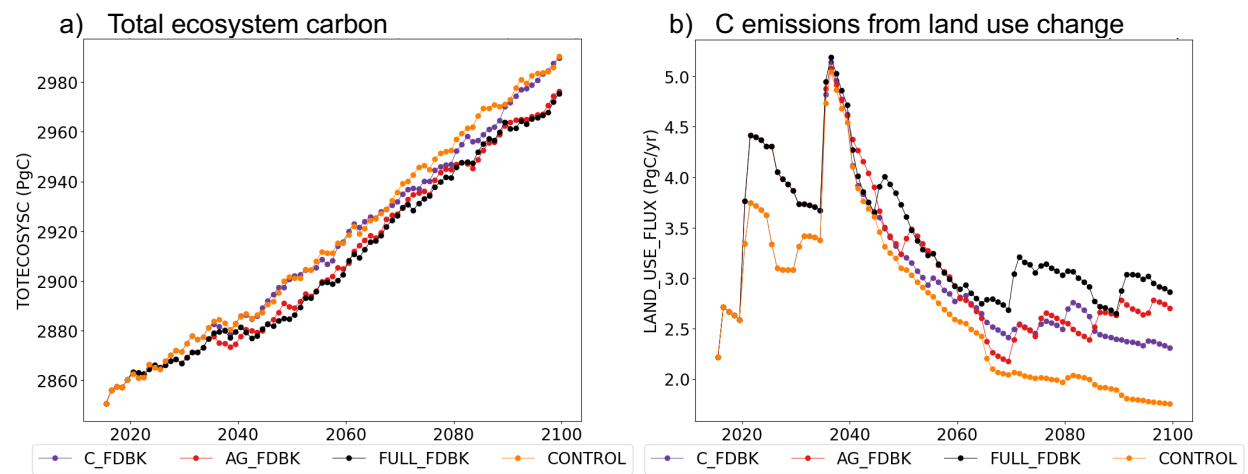 a) Total ecosystem carbon
TOTECOSYSC (PgC)
2980
2960
2940
2920
2900
2880
2860
2020 2040 2060 2080 2100
C_FDBK AG_FDBK FULL_FDBK CONTROL
b) C emissions from land use change
LAND_USE_FLUX (PgC/yr)
5.0
4.5
4.0
3.5
3.0
2.5
2.0
2020 2040 2060 2080 2100
C_FDBK AG_FDBK FULL_FDBK CONTROL